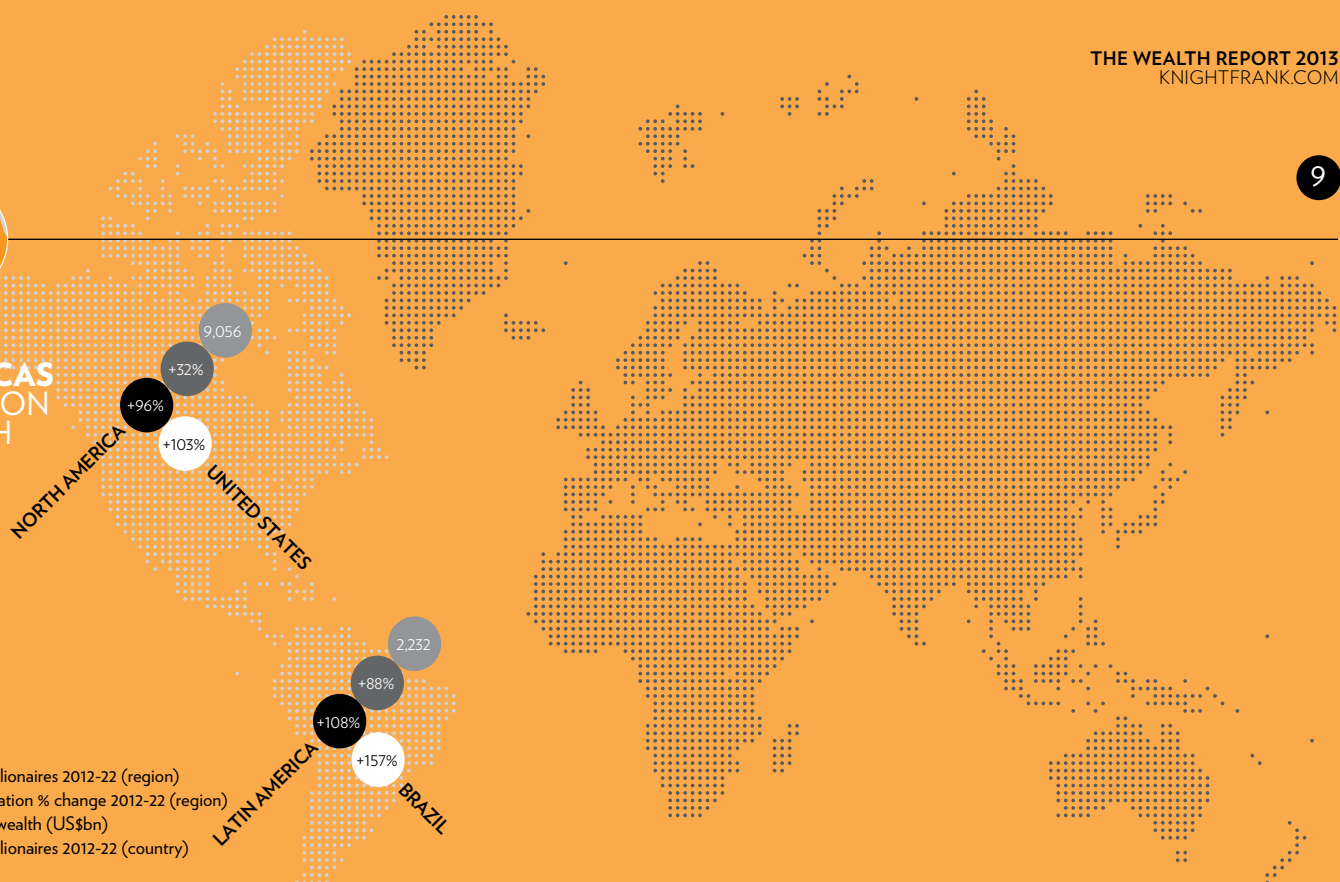 THE WEALTH REPORT 2013
KNIGHTFRANK.COM
9
CAS
ON
H
9,056
+32%
+96%
+103%
NORTH AMERICA
UNITED STATES
2,232
+88%
+108%
+157%
LATIN AMERICA
BRAZIL
lionaires 2012-22 (region)
ation % change 2012-22 (region)
wealth (US$bn)
lionaires 2012-22 (country)